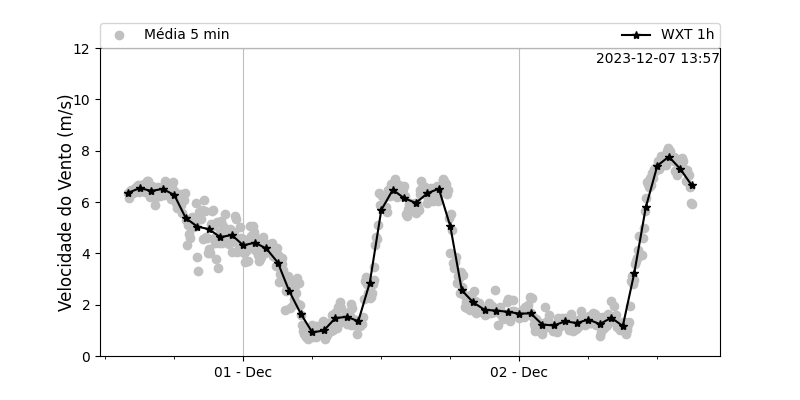 Média 5 min
WXT 1h
2023-12-07 13:57
Velocidade do Vento (m/s)
12
10
8
6
4
2
0
01 - Dec
02 - Dec